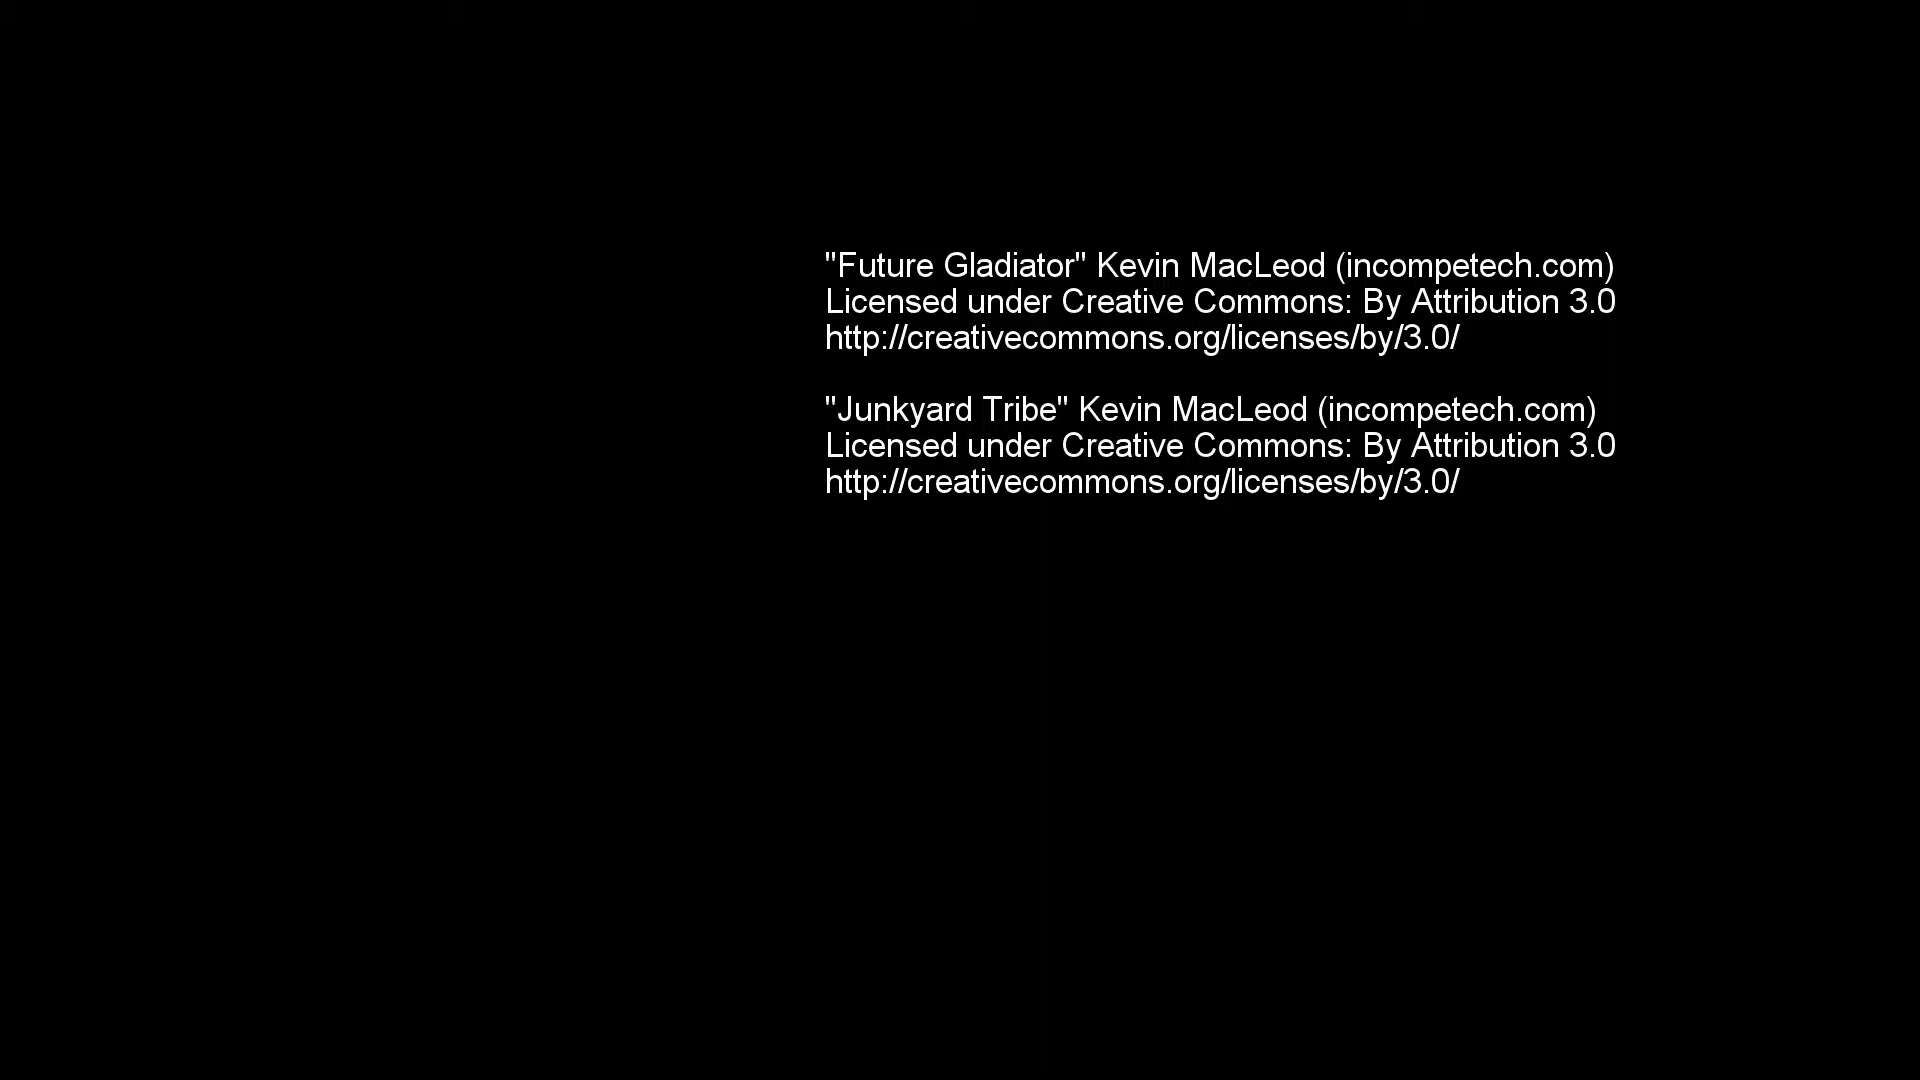 "Future Gladiator" Kevin MacLeod (incompetech.com)
Licensed under Creative Commons: By Attribution 3.0
http://creativecommons.org/licenses/by/3.0/
"Junkyard Tribe" Kevin MacLeod (incompetech.com)
Licensed under Creative Commons: By Attribution 3.0
http://creativecommons.org/licenses/by/3.0/